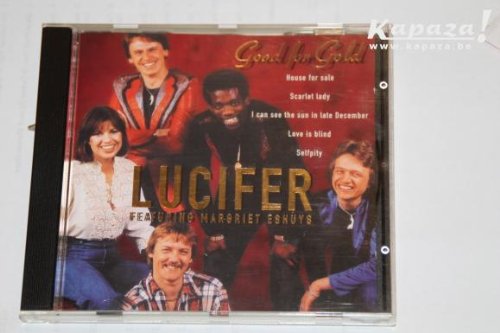 Kapaza!
www.kapaza.be
Good for Gold
House for sale
Scarlet lady
I can see the sun in late December
Love is blind
Selfpity
LUCIFER
FEATURING MARGRIET ESHUYS